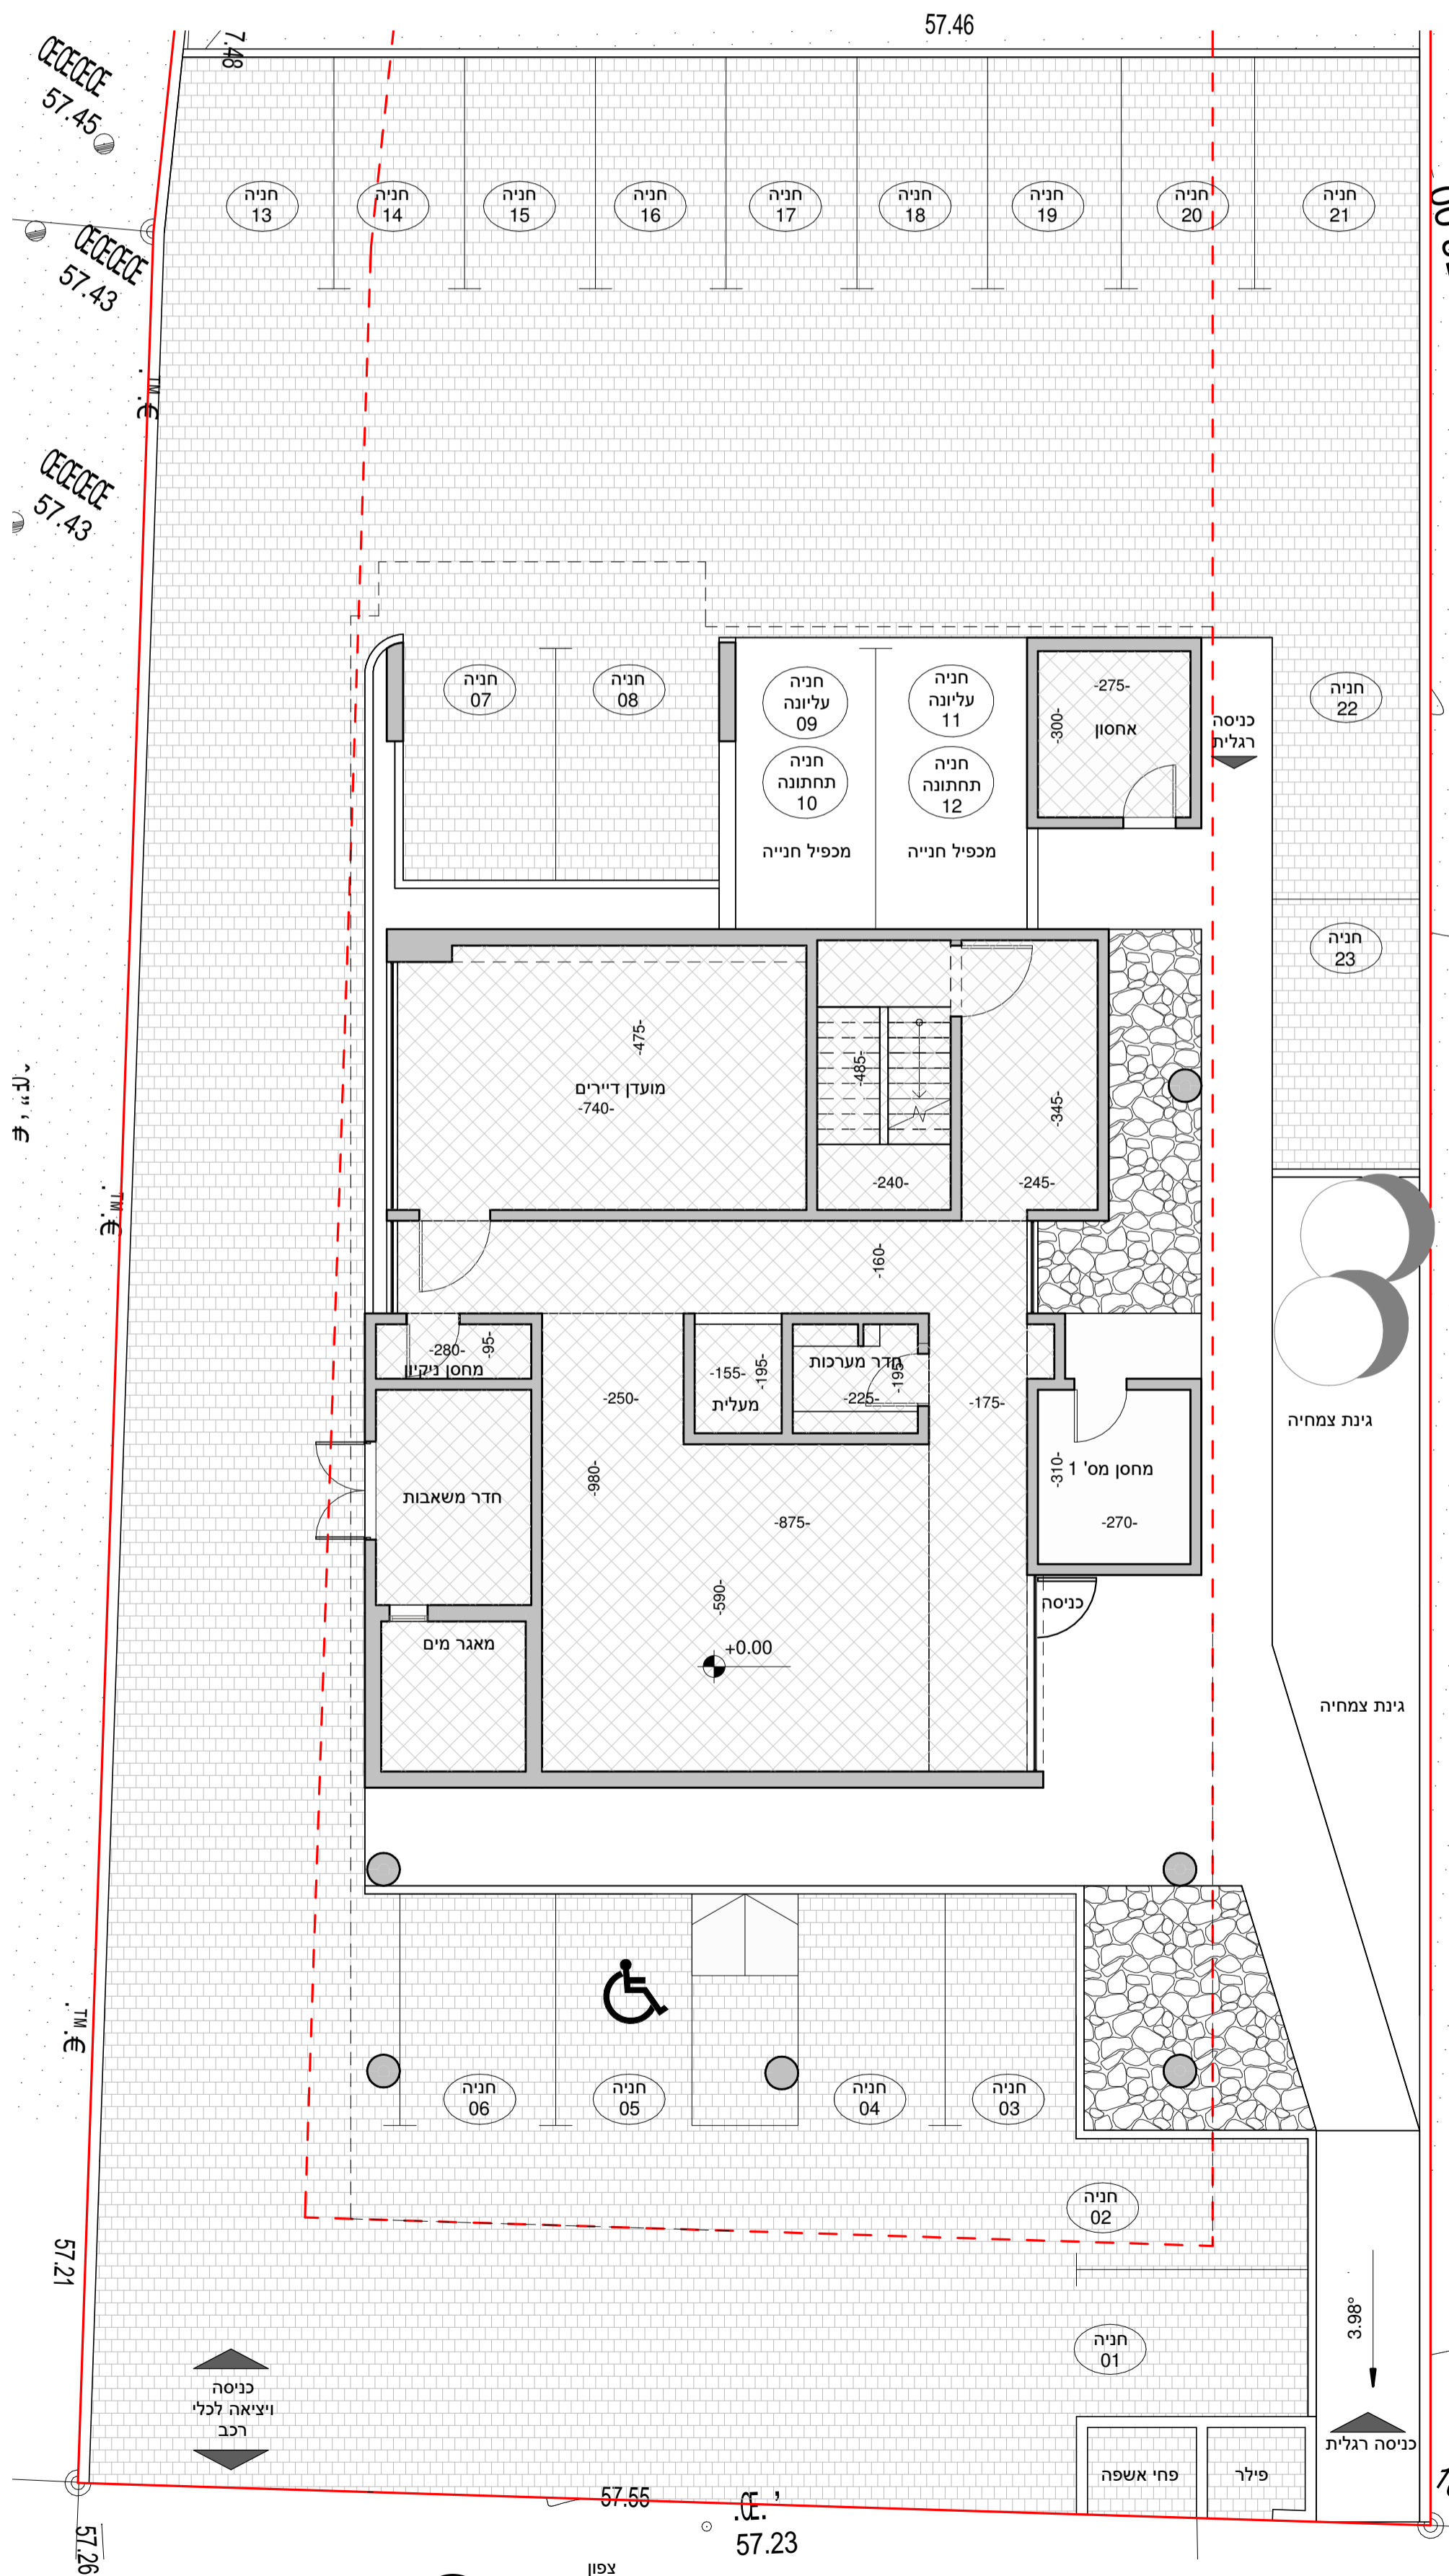 57.46
7.48
57.45
57.43
57.43
חניה
13
חניה
14
חניה
15
חניה
16
חניה
17
חניה
18
חניה
19
חניה
20
חניה
21
חניה
07
חניה
08
חניה
עליונה
09
חניה
תחתונה
10
מכפיל חנייה
חניה
עליונה
11
חניה
תחתונה
12
מכפיל חנייה
-275-
-300-
אחסון
כניסה
רגלית
חניה
22
חניה
23
-475-
מועדן דיירים
-740-
-485-
-240-
-345-
-245-
-160-
-280-
-95-
מחסן ניקיון
-250-
-155-
-195-
מעלית
חדר מערכות
-195-
-225-
-175-
גינת צמחיה
-980-
חדר משאבות
-875-
-310-
מחסן מס' 1
-270-
-590-
כניסה
מאגר מים
+0.00
גינת צמחיה
חניה
06
חניה
05
חניה
04
חניה
03
חניה
02
חניה
01
57.21
3.98°
כניסה
ויציאה לכלי
רכב
כניסה רגלית
פחי אשפה
פילר
57.55
57.23
57.26
צפון